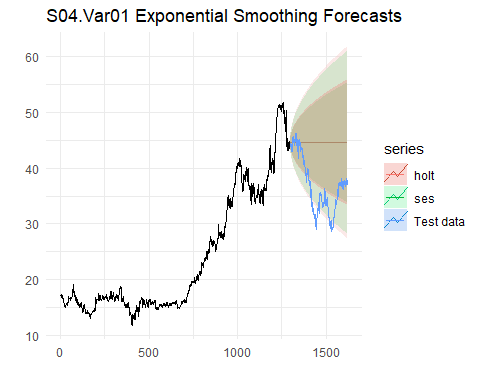 S04.Var01 Exponential Smoothing Forecasts
60
50
40
30
20
10
0
500
1000
1500
series
holt
ses
Test data